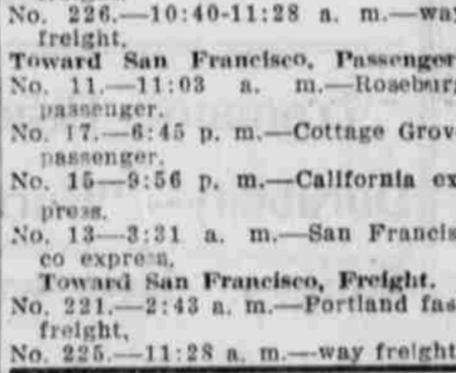 No. 226.—10:40-11:28 a. m.—way
freight.
Toward San Francisco, Passenger
No. 11.—11:03 a. m.—Roseburg
passenger.
No. 17.—6:45 p. m.—Cottage Grov
passenger.
No. 15—9:56 p. m.—California ex
press.
No. 13—3:31 a. m.—San Francis
co express.
Toward San Francisco, Freight.
No. 221.—2:43 a. m.—Portland fas
freight,
No. 225.—11:28 a. m.—way freight